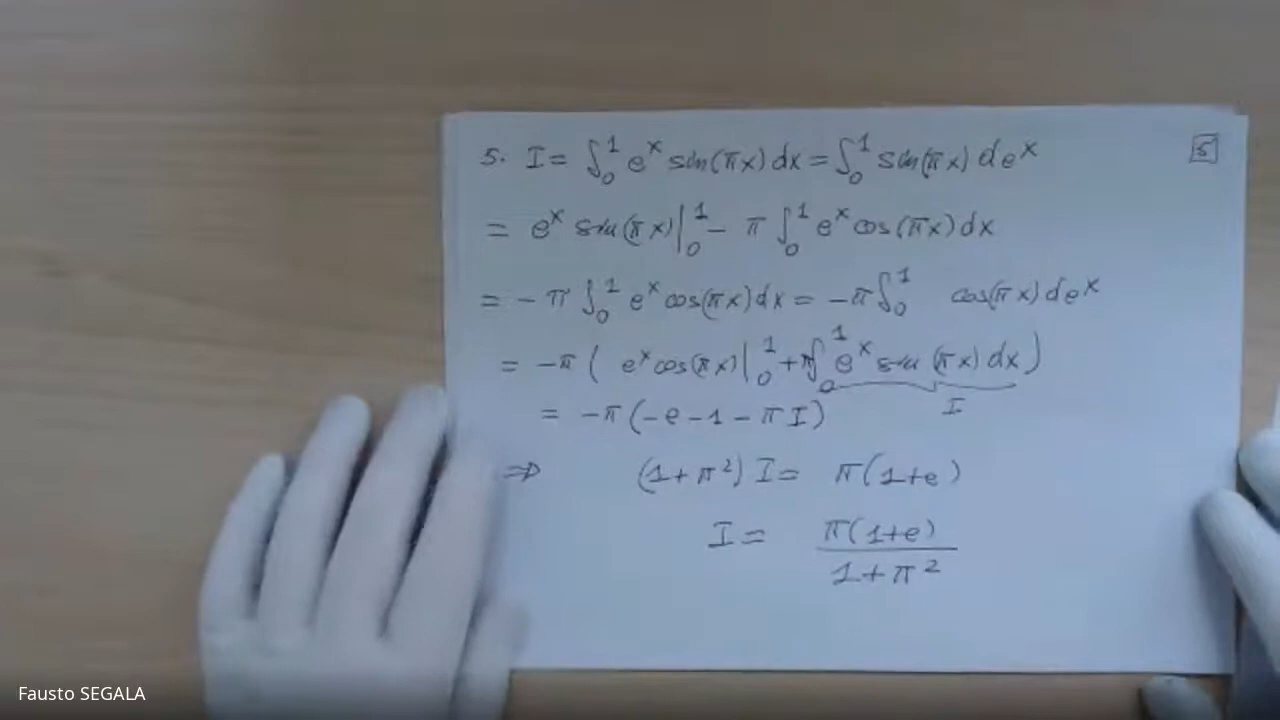 5. I = ∫₀¹ eˣ sin(πx) dx = ∫₀¹ sin(πx) deˣ
5
= eˣ sin(πx)|₀¹ - π ∫₀¹ eˣ cos(πx) dx
= - π ∫₀¹ eˣ cos(πx) dx = - π ∫₀¹ cos(πx) deˣ
= - π ( eˣ cos(πx)|₀¹ + π ∫₀¹ eˣ sin(πx) dx )
I
= - π (- e - 1 - π I)
⇒ (1 + π²) I = π(1+e)
I = π(1+e) / 1 + π²
Fausto SEGALA